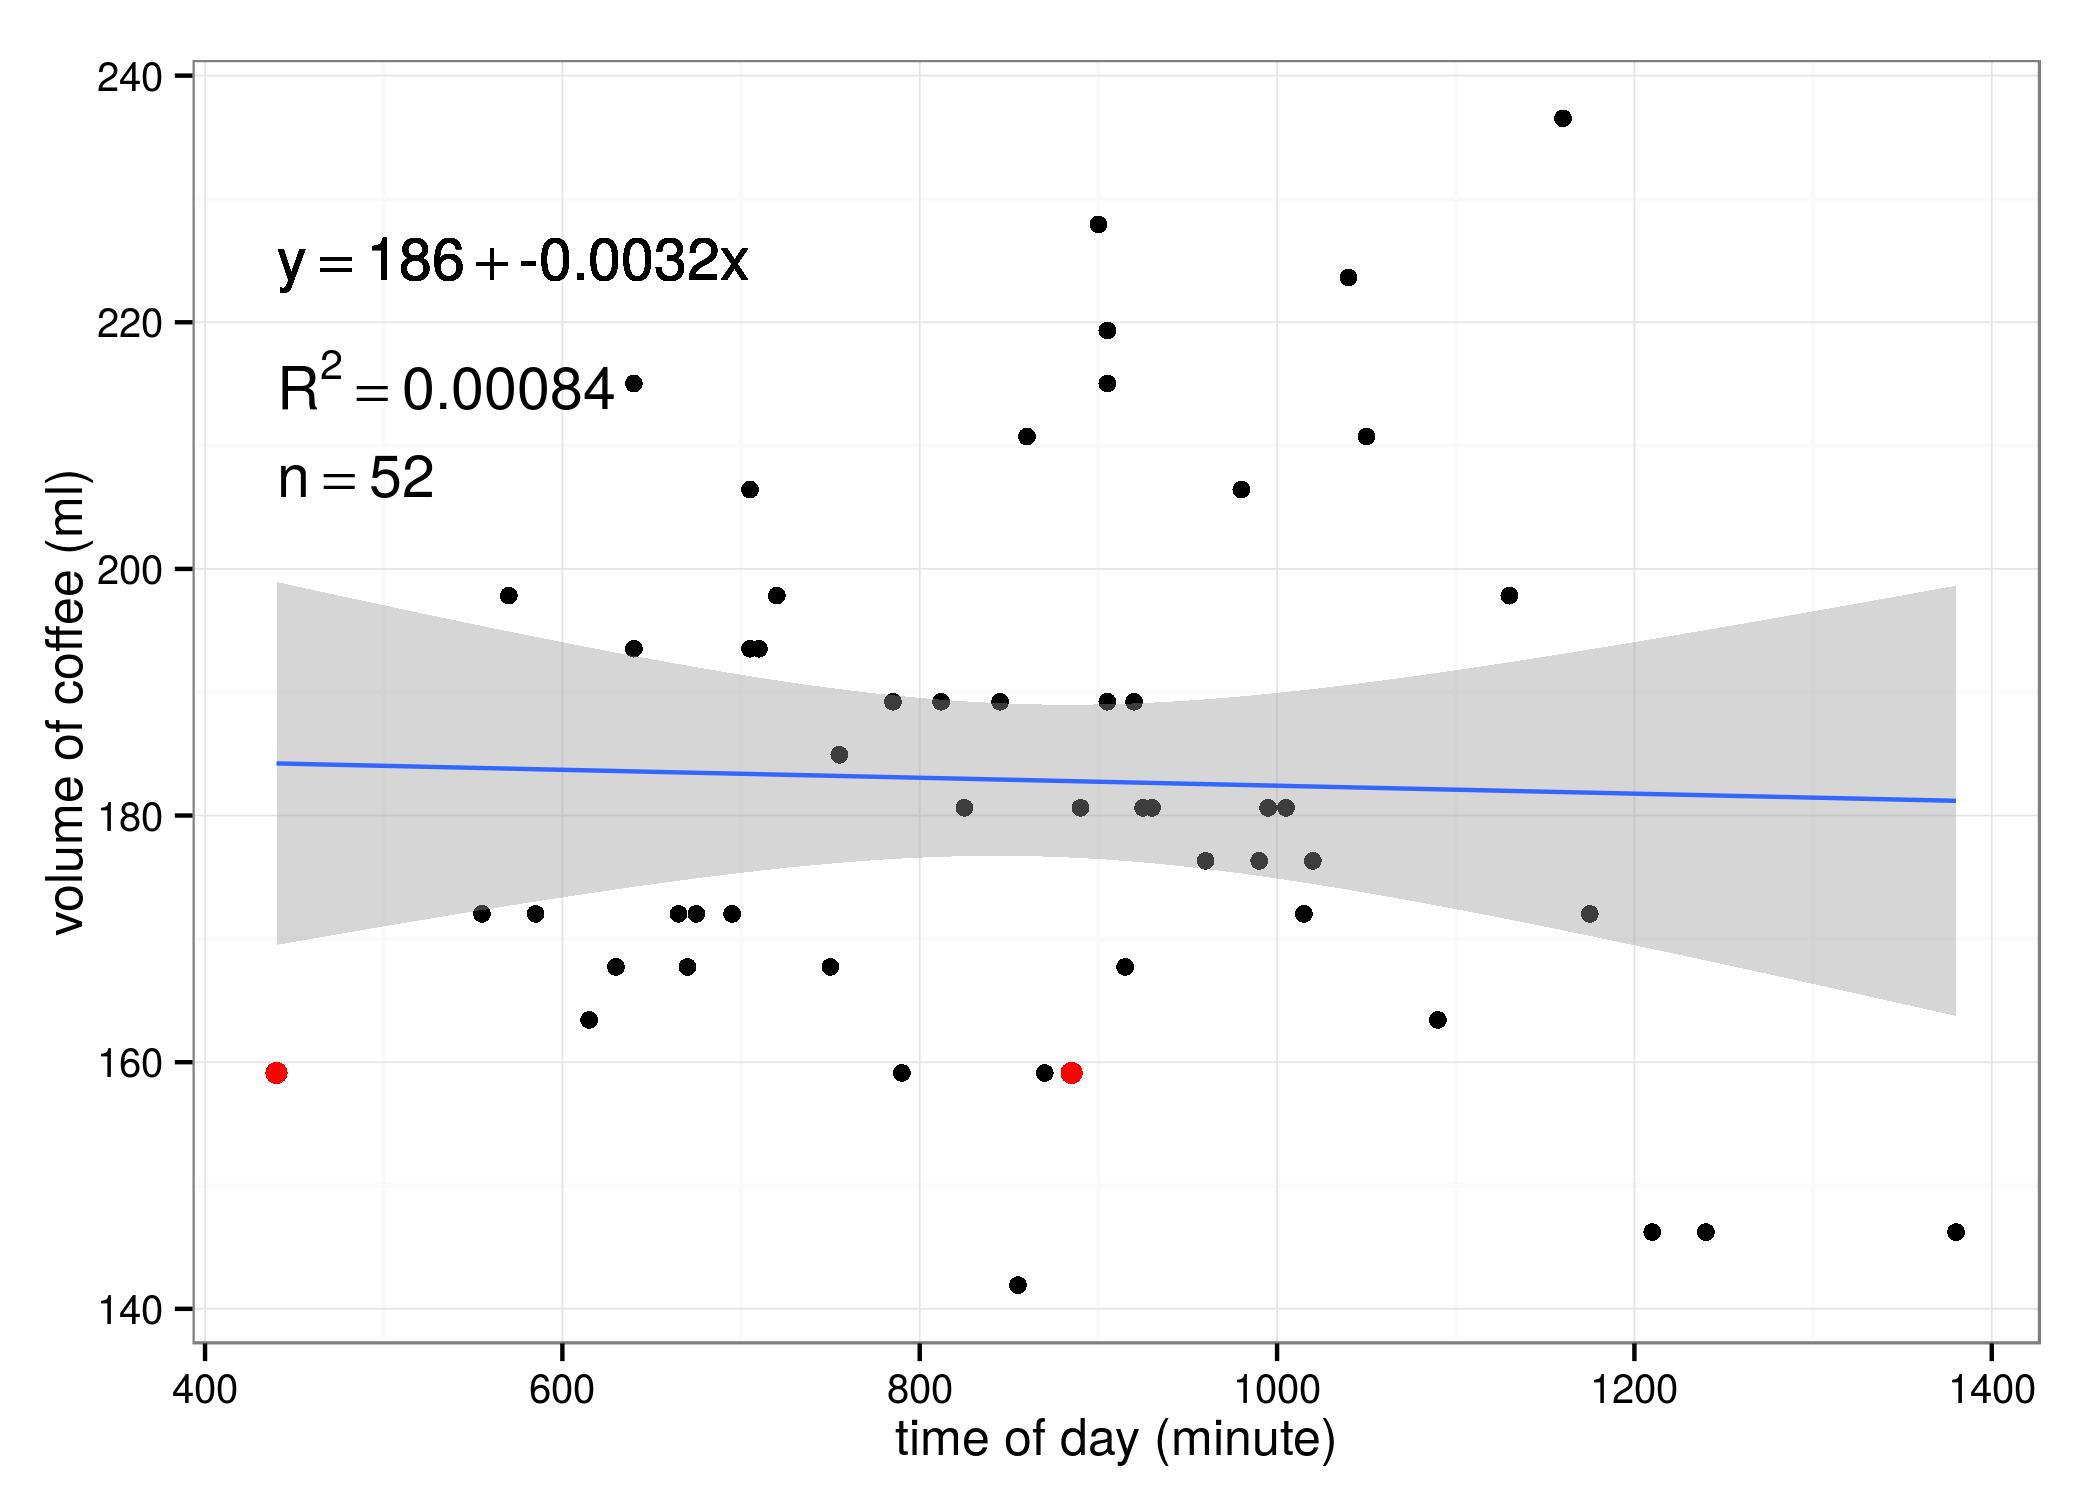 240
y = 186 + -0.0032x
220
R² = 0.00084
n = 52
200
180
160
140
volume of coffee (ml)
400 600 800 1000 1200 1400
time of day (minute)